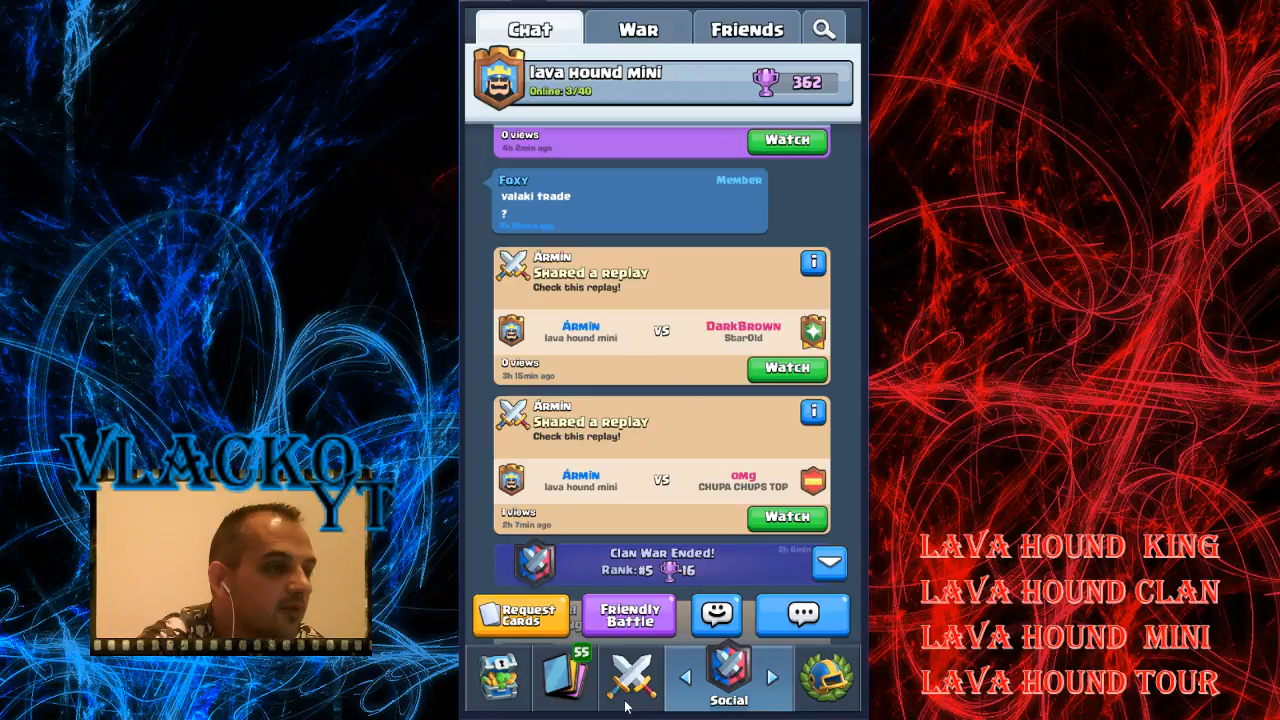 Chat
War
Friends
lava hound mini
Online: 3/40
362
0 views
4h 2min ago
Watch
Foxy
Member
valaki trade
?
Ármin
Shared a replay
Check this replay!
i
Ármin
lava hound mini
vs
DarkBrown
StarOld
0 views
3h 15min ago
Watch
Ármin
Shared a replay
Check this replay!
i
Ármin
lava hound mini
vs
OMG
CHUPA CHUPS TOP
1 views
2h 7min ago
Watch
Clan War Ended!
2h 6min
Rank: #5 -16
Request
Cards
Friendly
Battle
55
Social
VLACKO
YT
LAVA HOUND KING
LAVA HOUND CLAN
LAVA HOUND MINI
LAVA HOUND TOUR